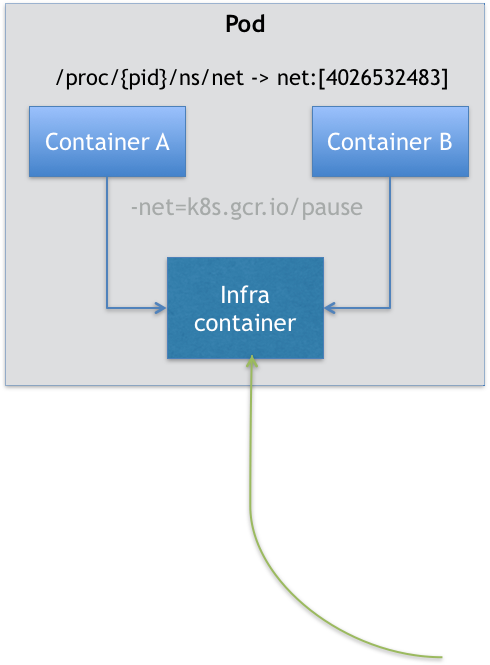 Pod
/proc/{pid}/ns/net -> net:[4026532483]
Container A
Container B
-net=k8s.gcr.io/pause
Infra
container